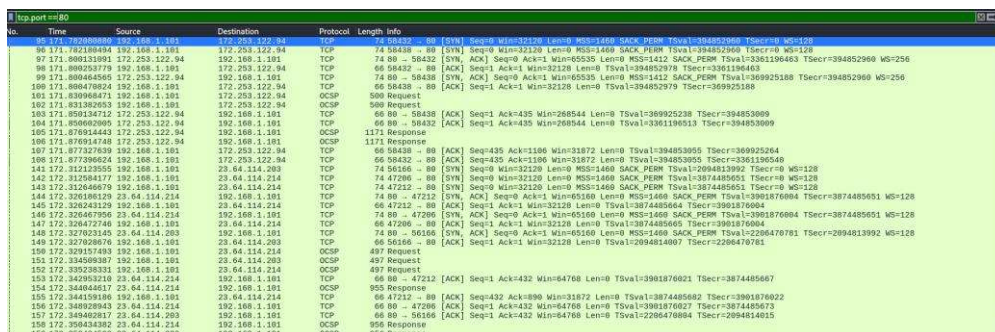 tcp.port == 80
No. Time Source Destination Protocol Length Info
95 171.782080880 192.168.1.101 172.253.122.94 TCP 74 58432 → 80 [SYN] Seq=0 Win=32120 Len=0 MSS=1460 SACK_PERM TSval=394852960 TSecr=0 WS=128
96 171.782180494 192.168.1.101 172.253.122.94 TCP 74 58438 → 80 [SYN] Seq=0 Win=32120 Len=0 MSS=1460 SACK_PERM TSval=394852960 TSecr=0 WS=128
97 171.800131091 172.253.122.94 192.168.1.101 TCP 74 80 → 58432 [SYN, ACK] Seq=0 Ack=1 Win=65535 Len=0 MSS=1412 SACK_PERM TSval=3361196463 TSecr=394852960 WS=256
98 171.800253779 192.168.1.101 172.253.122.94 TCP 66 58432 → 80 [ACK] Seq=1 Ack=1 Win=32128 Len=0 TSval=394852978 TSecr=3361196463
99 171.800464565 172.253.122.94 192.168.1.101 TCP 74 80 → 58438 [SYN, ACK] Seq=0 Ack=1 Win=65535 Len=0 MSS=1412 SACK_PERM TSval=369925188 TSecr=394852960 WS=256
100 171.800470824 192.168.1.101 172.253.122.94 TCP 66 58438 → 80 [ACK] Seq=1 Ack=1 Win=32128 Len=0 TSval=394852979 TSecr=369925188
101 171.830968471 192.168.1.101 172.253.122.94 OCSP 500 Request
102 171.831382653 192.168.1.101 172.253.122.94 OCSP 500 Request
103 171.850134712 172.253.122.94 192.168.1.101 TCP 66 80 → 58438 [ACK] Seq=1 Ack=435 Win=268544 Len=0 TSval=369925238 TSecr=394853009
104 171.850602005 172.253.122.94 192.168.1.101 TCP 66 80 → 58432 [ACK] Seq=1 Ack=435 Win=268544 Len=0 TSval=3361196513 TSecr=394853009
105 171.876914443 172.253.122.94 192.168.1.101 OCSP 1171 Response
106 171.876914748 172.253.122.94 192.168.1.101 OCSP 1171 Response
107 171.877327639 192.168.1.101 172.253.122.94 TCP 66 58438 → 80 [ACK] Seq=435 Ack=1106 Win=31872 Len=0 TSval=394853055 TSecr=369925264
108 171.877396624 192.168.1.101 172.253.122.94 TCP 66 58432 → 80 [ACK] Seq=435 Ack=1106 Win=31872 Len=0 TSval=394853055 TSecr=3361196540
141 172.312123555 192.168.1.101 23.64.114.203 TCP 74 56166 → 80 [SYN] Seq=0 Win=32120 Len=0 MSS=1460 SACK_PERM TSval=2094813992 TSecr=0 WS=128
142 172.312584177 192.168.1.101 23.64.114.214 TCP 74 47206 → 80 [SYN] Seq=0 Win=32120 Len=0 MSS=1460 SACK_PERM TSval=3874485651 TSecr=0 WS=128
143 172.312646679 192.168.1.101 23.64.114.214 TCP 74 47212 → 80 [SYN] Seq=0 Win=32120 Len=0 MSS=1460 SACK_PERM TSval=3874485651 TSecr=0 WS=128
144 172.326186129 23.64.114.214 192.168.1.101 TCP 74 80 → 47212 [SYN, ACK] Seq=0 Ack=1 Win=65160 Len=0 MSS=1460 SACK_PERM TSval=3901876004 TSecr=3874485651 WS=128
145 172.326243129 192.168.1.101 23.64.114.214 TCP 66 47212 → 80 [ACK] Seq=1 Ack=1 Win=32128 Len=0 TSval=3874485664 TSecr=3901876004
146 172.326467956 23.64.114.214 192.168.1.101 TCP 74 80 → 47206 [SYN, ACK] Seq=0 Ack=1 Win=65160 Len=0 MSS=1460 SACK_PERM TSval=3901876004 TSecr=3874485651 WS=128
147 172.326472746 192.168.1.101 23.64.114.214 TCP 66 47206 → 80 [ACK] Seq=1 Ack=1 Win=32128 Len=0 TSval=3874485665 TSecr=3901876004
148 172.327023145 23.64.114.203 192.168.1.101 TCP 74 80 → 56166 [SYN, ACK] Seq=0 Ack=1 Win=65160 Len=0 MSS=1460 SACK_PERM TSval=2206470781 TSecr=2094813992 WS=128
149 172.327028676 192.168.1.101 23.64.114.203 TCP 66 56166 → 80 [ACK] Seq=1 Ack=1 Win=32128 Len=0 TSval=2094814007 TSecr=2206470781
150 172.329157493 192.168.1.101 23.64.114.214 OCSP 497 Request
151 172.334509387 192.168.1.101 23.64.114.203 OCSP 497 Request
152 172.335238331 192.168.1.101 23.64.114.214 OCSP 497 Request
153 172.342953210 23.64.114.214 192.168.1.101 TCP 66 80 → 47212 [ACK] Seq=1 Ack=432 Win=64768 Len=0 TSval=3901876021 TSecr=3874485667
154 172.344044617 23.64.114.214 192.168.1.101 OCSP 955 Response
155 172.344159186 192.168.1.101 23.64.114.214 TCP 66 47212 → 80 [ACK] Seq=432 Ack=890 Win=31872 Len=0 TSval=3874485682 TSecr=3901876022
156 172.348928943 23.64.114.214 192.168.1.101 TCP 66 80 → 47206 [ACK] Seq=1 Ack=432 Win=64768 Len=0 TSval=3901876027 TSecr=3874485673
157 172.349402817 23.64.114.203 192.168.1.101 TCP 66 80 → 56166 [ACK] Seq=1 Ack=432 Win=64768 Len=0 TSval=2206470804 TSecr=2094814015
158 172.350434382 23.64.114.214 192.168.1.101 OCSP 956 Response